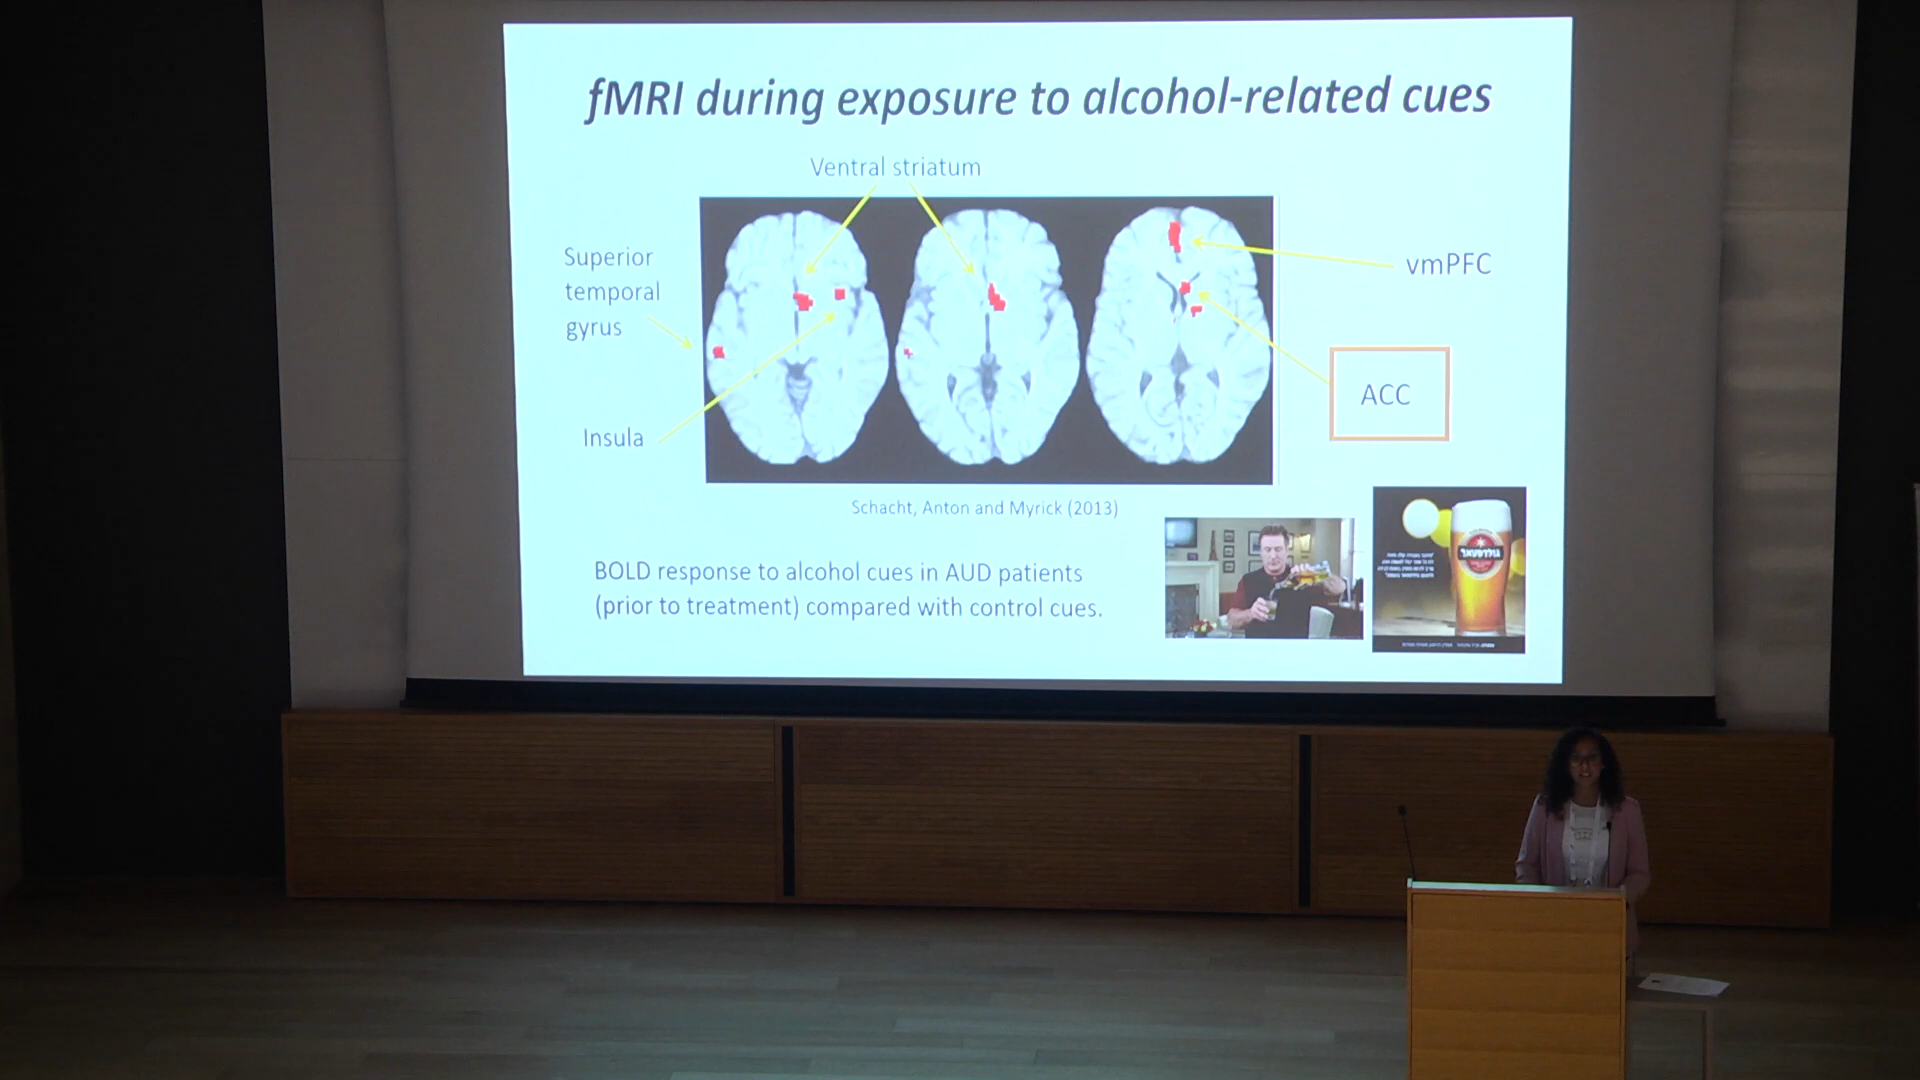 fMRI during exposure to alcohol-related cues
Ventral striatum
Superior
temporal
gyrus
vmPFC
ACC
Insula
Schacht, Anton and Myrick (2013)
BOLD response to alcohol cues in AUD patients
(prior to treatment) compared with control cues.
גולדסטאר